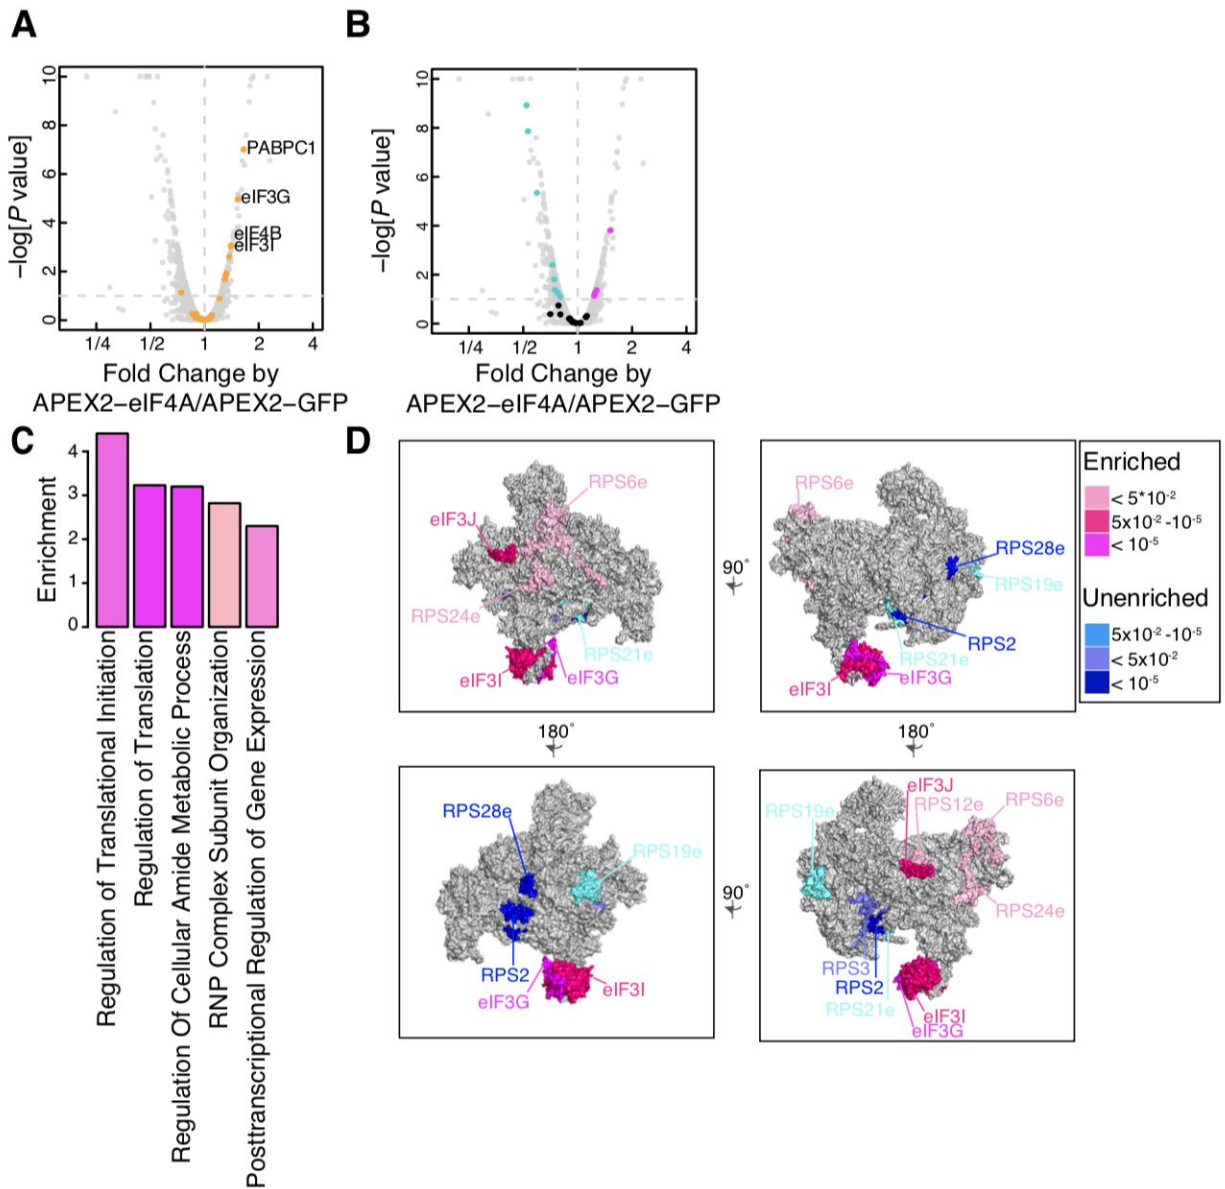 A
−log[P value]
10
8
6
4
2
0
PABPC1
eIF3G
eIF4B
eIF3I
1/4
1/2
1
2
4
Fold Change by
APEX2−eIF4A/APEX2−GFP
B
−log[P value]
10
8
6
4
2
0
1/4
1/2
1
2
4
Fold Change by
APEX2−eIF4A/APEX2−GFP
C
Enrichment
4
3
2
1
0
Regulation of Translational Initiation
Regulation of Translation
Regulation Of Cellular Amide Metabolic Process
RNP Complex Subunit Organization
Posttranscriptional Regulation of Gene Expression
D
RPS6e
eIF3J
RPS24e
RPS21e
eIF3I
eIF3G
90°
RPS6e
RPS28e
RPS19e
RPS2
RPS21e
eIF3G
eIF3I
Enriched
< 5*10-2
5x10-2 -10-5
< 10-5
Unenriched
5x10-2 -10-5
< 5x10-2
< 10-5
180°
180°
RPS28e
RPS19e
RPS2
eIF3G
eIF3I
90°
eIF3J
RPS12e
RPS6e
RPS19e
RPS24e
RPS3
RPS2
RPS21e
eIF3I
eIF3G